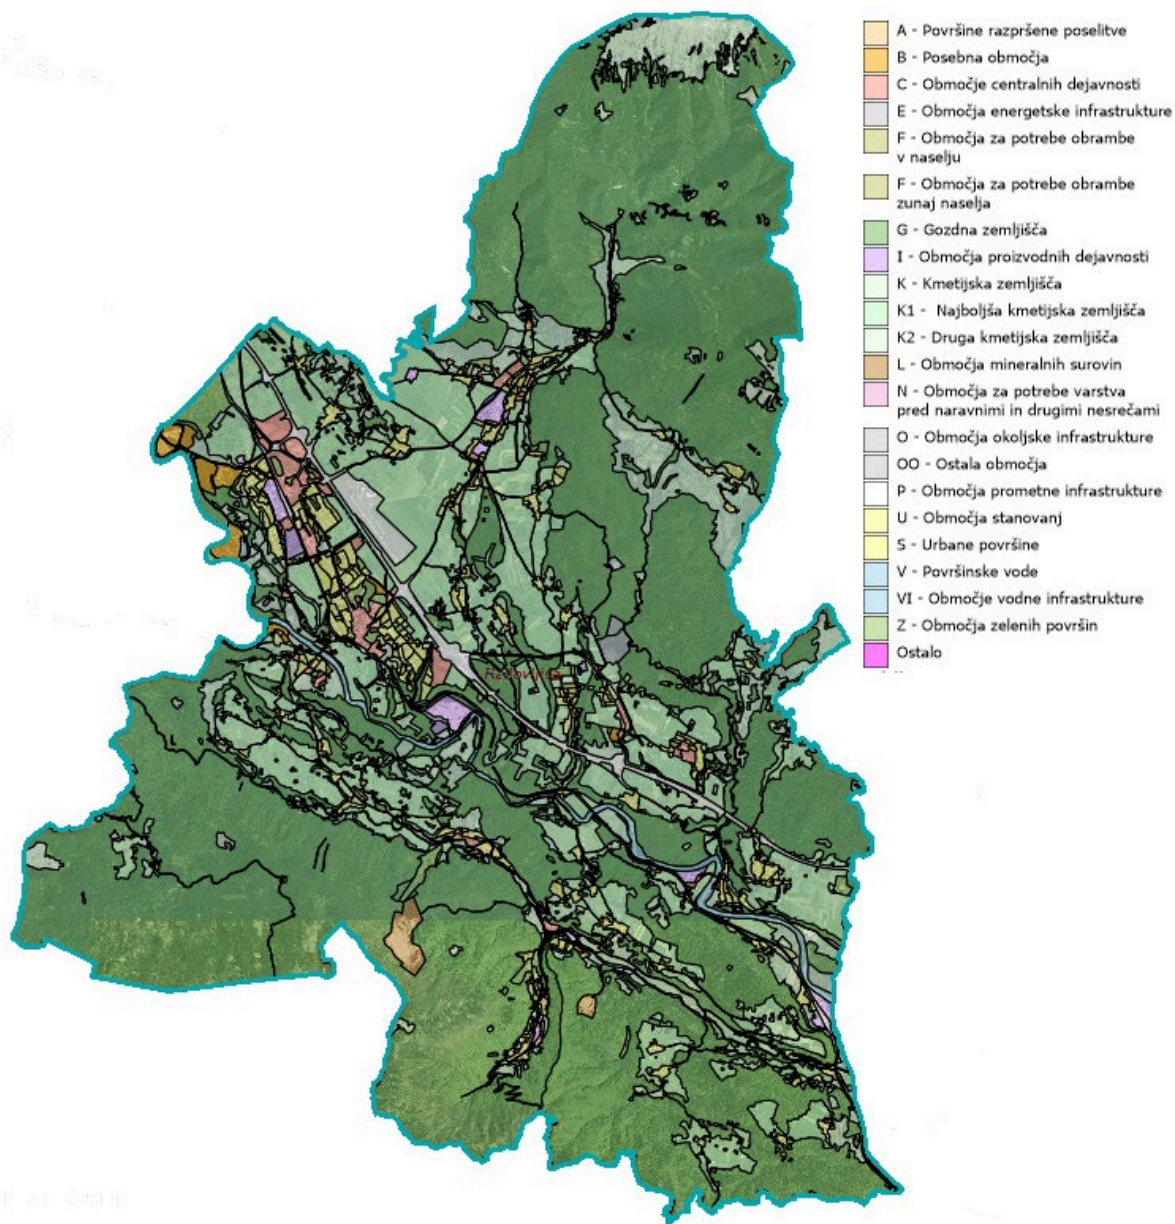 A - Površine razpršene poselitve
B - Posebna območja
C - Območje centralnih dejavnosti
E - Območja energetske infrastrukture
F - Območja za potrebe obrambe
v naselju
F - Območja za potrebe obrambe
zunaj naselja
G - Gozdna zemljišča
I - Območja proizvodnih dejavnosti
K - Kmetijska zemljišča
K1 - Najboljša kmetijska zemljišča
K2 - Druga kmetijska zemljišča
L - Območja mineralnih surovin
N - Območja za potrebe varstva
pred naravnimi in drugimi nesrečami
O - Območja okoljske infrastrukture
OO - Ostala območja
P - Območja prometne infrastrukture
U - Območja stanovanj
S - Urbane površine
V - Površinske vode
VI - Območje vodne infrastrukture
Z - Območja zelenih površin
Ostalo